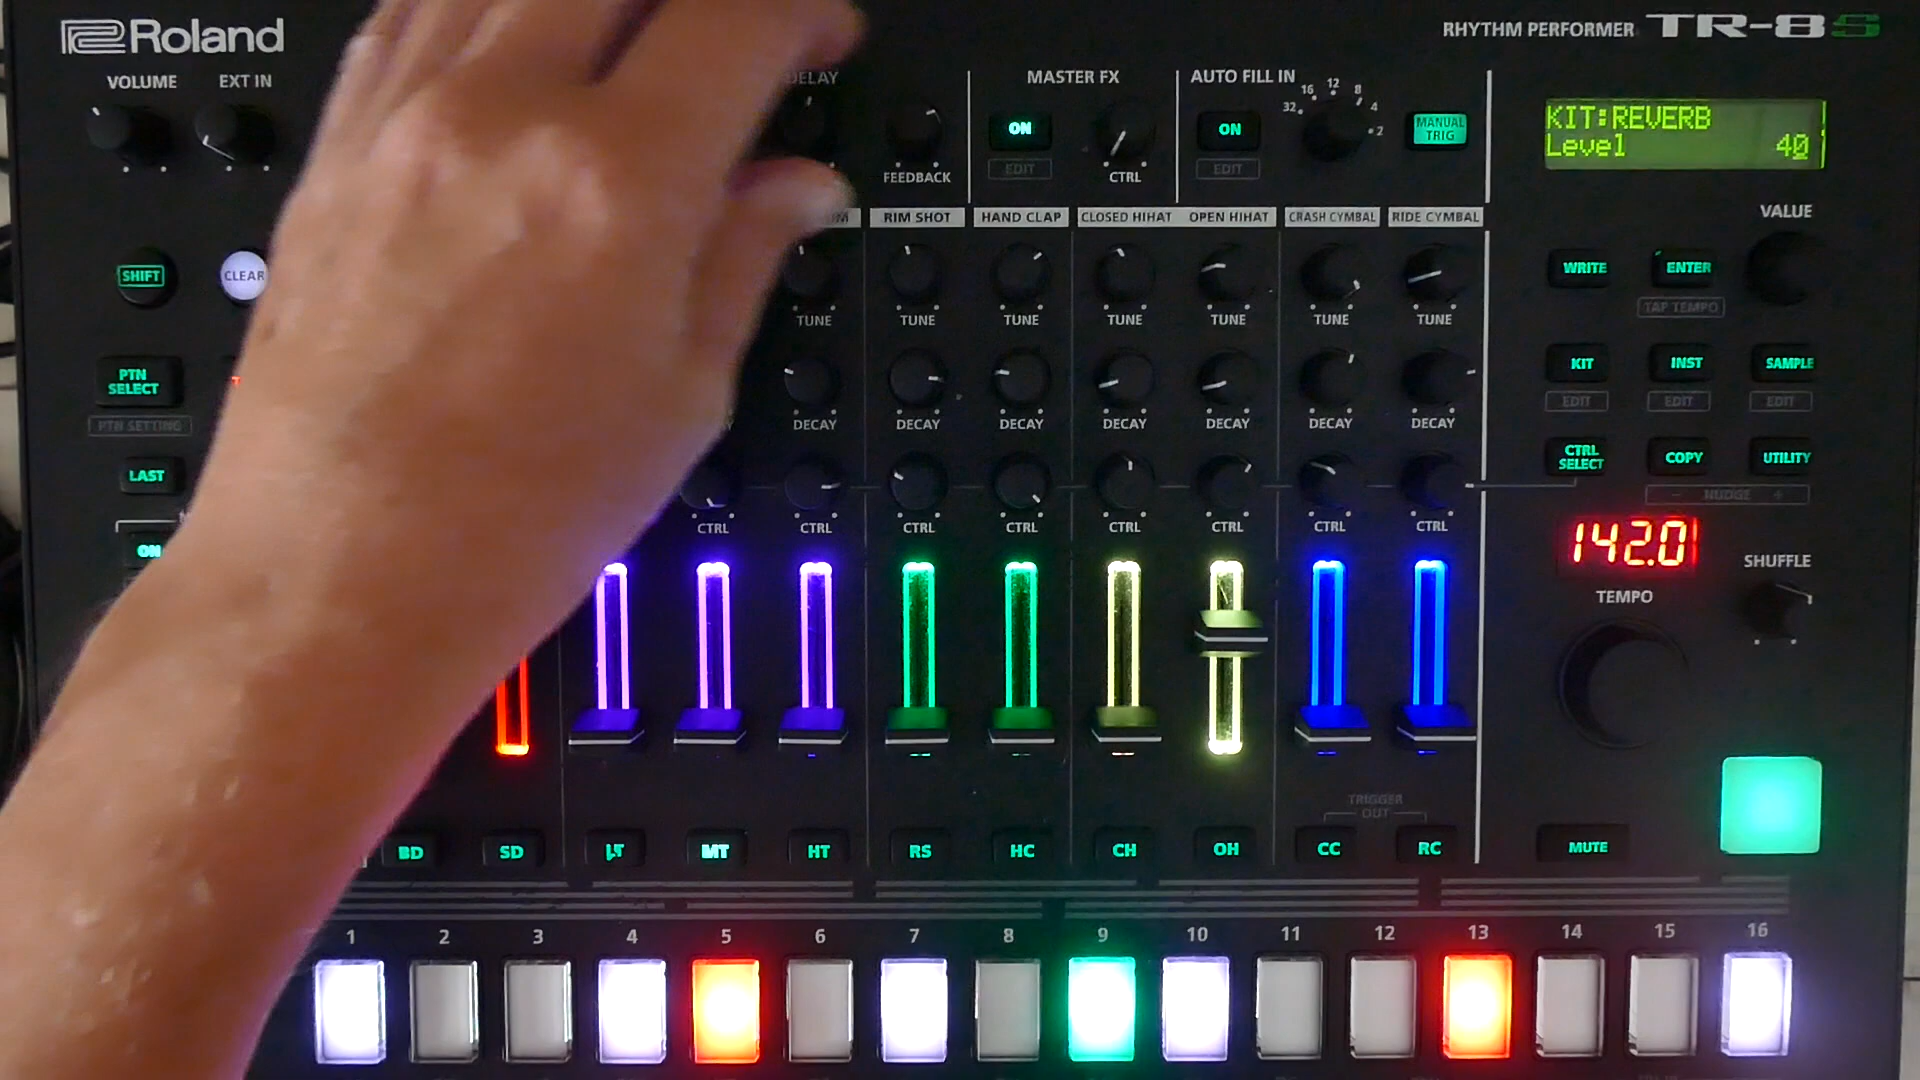 Roland
RHYTHM PERFORMER TR-8S
VOLUME EXT IN
DELAY
MASTER FX
AUTO FILL IN
32 16 12 8 4 2
ON
ON
MANUAL TRIG
EDIT
EDIT
FEEDBACK
CTRL
KIT:REVERB
Level 40
VALUE
RIM SHOT HAND CLAP CLOSED HIHAT OPEN HIHAT CRASH CYMBAL RIDE CYMBAL
SHIFT CLEAR
WRITE ENTER
TAP TEMPO
TUNE TUNE TUNE TUNE TUNE TUNE TUNE
PTN SELECT
PTN SETTING
KIT INST SAMPLE
EDIT EDIT EDIT
DECAY DECAY DECAY DECAY DECAY DECAY DECAY
LAST
CTRL SELECT COPY UTILITY
- NUDGE +
CTRL CTRL CTRL CTRL CTRL CTRL CTRL CTRL
ON
142.0
SHUFFLE
TEMPO
TRIGGER OUT
BD SD LT MT HT RS HC CH OH CC RC MUTE
1 2 3 4 5 6 7 8 9 10 11 12 13 14 15 16